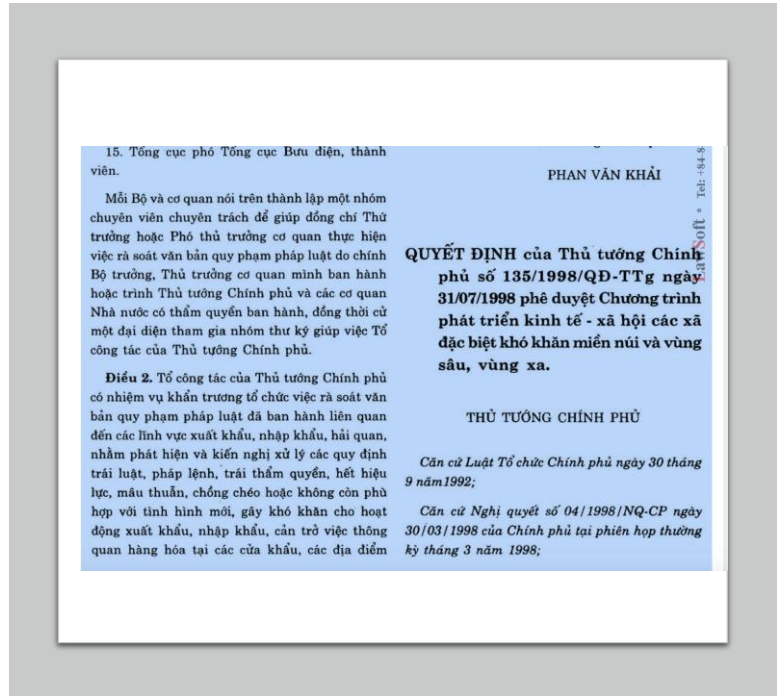 15. Tổng cục phó Tổng cục Bưu điện, thành
viên.
Mỗi Bộ và cơ quan nói trên thành lập một nhóm
chuyên viên chuyên trách để giúp đồng chí Thứ
trưởng hoặc Phó thủ trưởng cơ quan thực hiện
việc rà soát văn bản quy phạm pháp luật do chính
Bộ trưởng, Thủ trưởng cơ quan mình ban hành
hoặc trình Thủ tướng Chính phủ và các cơ quan
Nhà nước có thẩm quyền ban hành, đồng thời cử
một đại diện tham gia nhóm thư ký giúp việc Tổ
công tác của Thủ tướng Chính phủ.
Điều 2. Tổ công tác của Thủ tướng Chính phủ
có nhiệm vụ khẩn trương tổ chức việc rà soát văn
bản quy phạm pháp luật đã ban hành liên quan
đến các lĩnh vực xuất khẩu, nhập khẩu, hải quan,
nhằm phát hiện và kiến nghị xử lý các quy định
trái luật, pháp lệnh, trái thẩm quyền, hết hiệu
lực, mâu thuẫn, chồng chéo hoặc không còn phù
hợp với tình hình mới, gây khó khăn cho hoạt
động xuất khẩu, nhập khẩu, cản trở việc thông
quan hàng hóa tại các cửa khẩu, các địa điểm
PHAN VĂN KHẢI
QUYẾT ĐỊNH của Thủ tướng Chính
phủ số 135/1998/QĐ-TTg ngày
31/07/1998 phê duyệt Chương trình
phát triển kinh tế - xã hội các xã
đặc biệt khó khăn miền núi và vùng
sâu, vùng xa.
THỦ TƯỚNG CHÍNH PHỦ
Căn cứ Luật Tổ chức Chính phủ ngày 30 tháng
9 năm1992;
Căn cứ Nghị quyết số 04/1998/NQ-CP ngày
30/03/1998 của Chính phủ tại phiên họp thường
kỳ tháng 3 năm 1998;
LawSoft * Tel: +84-8